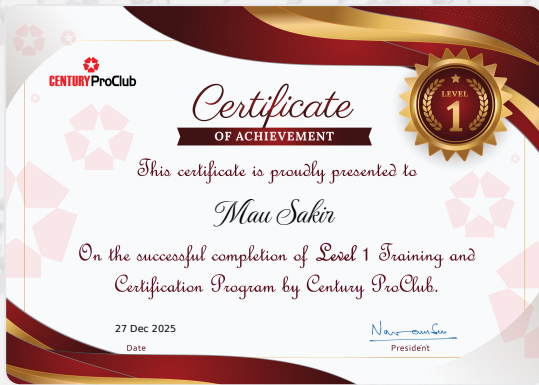 CENTURY ProClub
LEVEL
1
Certificate
OF ACHIEVEMENT
This certificate is proudly presented to
Mau Sakir
On the successful completion of Level 1 Training and
Certification Program by Century ProClub.
27 Dec 2025
Date
President